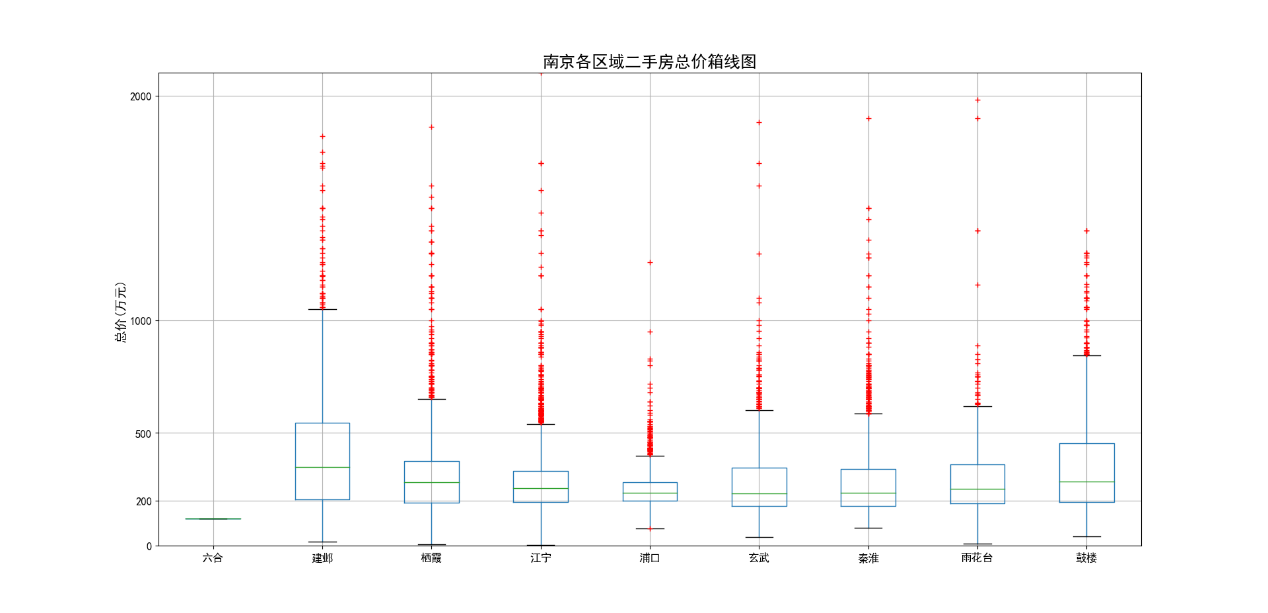 南京各区域二手房总价箱线图
总价(万元)
2000
1000
500
200
0
六合 建邺 栖霞 江宁 浦口 玄武 秦淮 雨花台 鼓楼